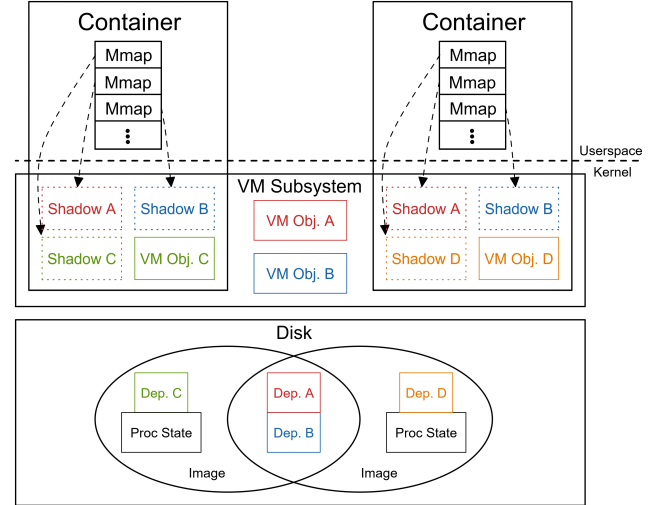 Container
Mmap
Mmap
Mmap
Container
Mmap
Mmap
Mmap
Userspace
Kernel
VM Subsystem
Shadow A
Shadow B
Shadow C
VM Obj. C
VM Obj. A
VM Obj. B
Shadow A
Shadow B
Shadow D
VM Obj. D
Disk
Dep. C
Proc State
Image
Dep. A
Dep. B
Dep. D
Proc State
Image